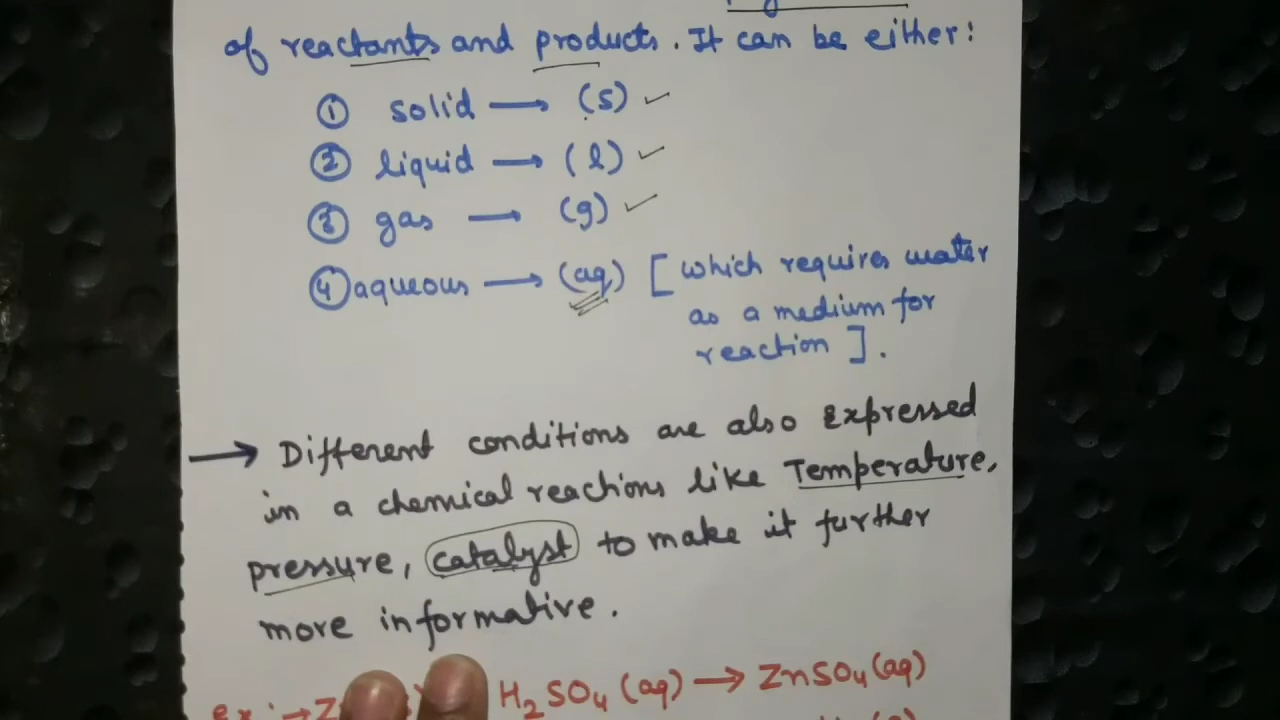 of reactants and products. It can be either:
① solid ⟶ (s) ✓
② liquid ⟶ (l) ✓
③ gas ⟶ (g) ✓
④ aqueous ⟶ (aq) [which requires water
as a medium for
reaction].
→ Different conditions are also Expressed
in a chemical reactions like Temperature,
pressure, catalyst to make it further
more informative.
Ex:→ Z H₂SO₄ (aq) → ZnSO₄ (aq)